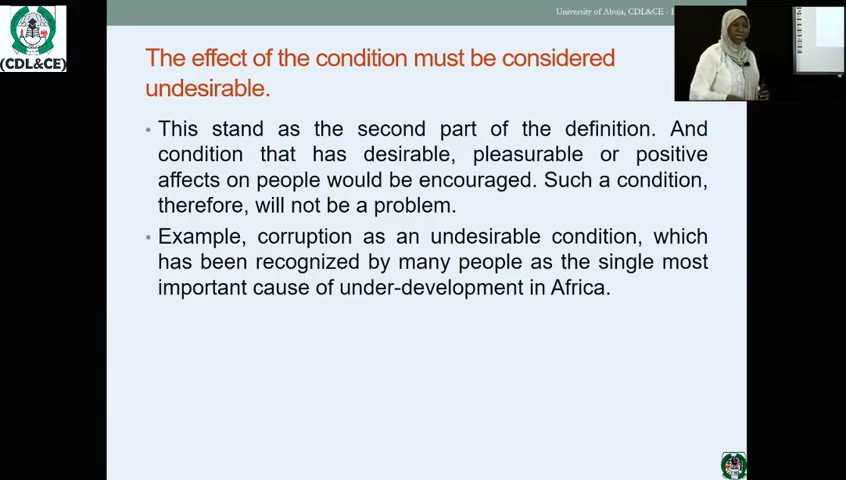 University of Abuja, CDL&CE -
(CDL&CE)
The effect of the condition must be considered
undesirable.
• This stand as the second part of the definition. And
condition that has desirable, pleasurable or positive
affects on people would be encouraged. Such a condition,
therefore, will not be a problem.
• Example, corruption as an undesirable condition, which
has been recognized by many people as the single most
important cause of under-development in Africa.